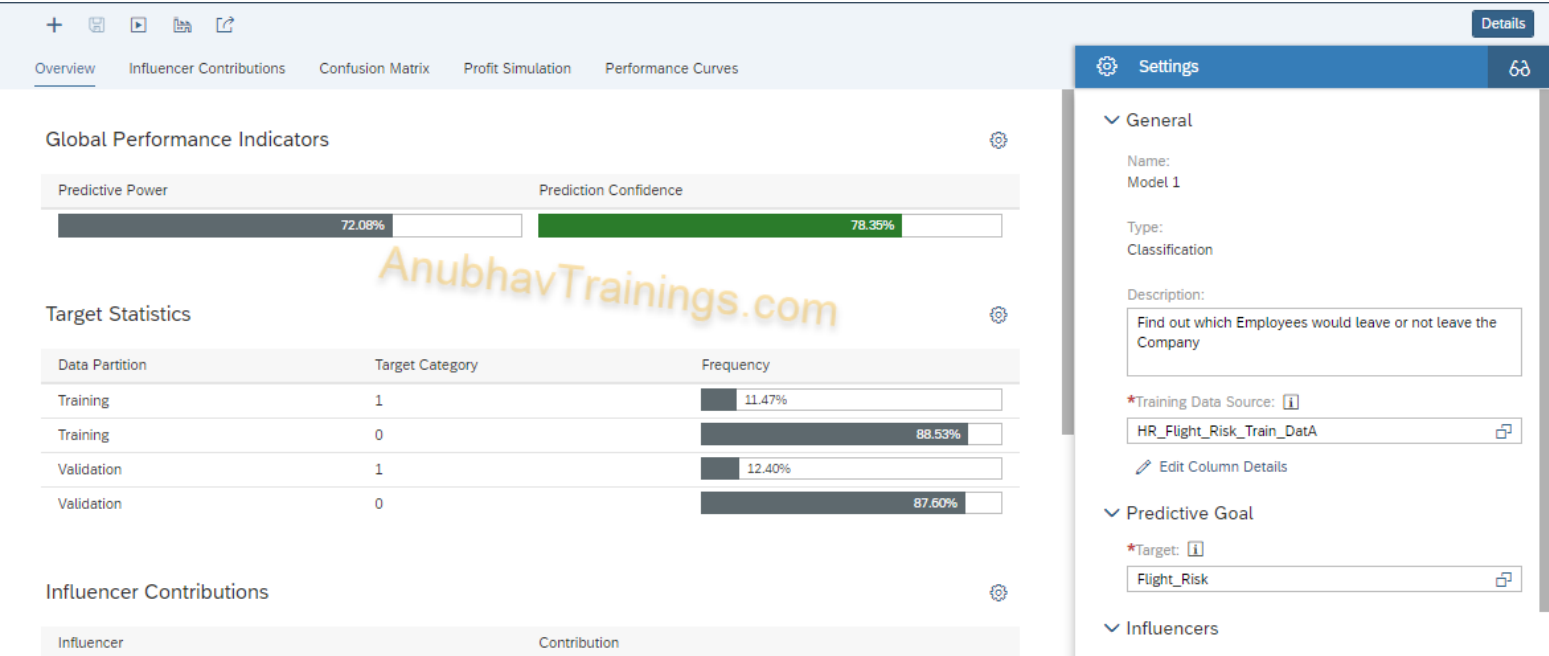 Details
Overview Influencer Contributions Confusion Matrix Profit Simulation Performance Curves
Settings
Global Performance Indicators
Predictive Power Prediction Confidence
72.08% 78.35%
AnubhavTrainings.com
Target Statistics
Data Partition Target Category Frequency
Training 1 11.47%
Training 0 88.53%
Validation 1 12.40%
Validation 0 87.60%
Influencer Contributions
Influencer Contribution
General
Name:
Model 1
Type:
Classification
Description:
Find out which Employees would leave or not leave the
Company
*Training Data Source:
HR_Flight_Risk_Train_DatA
Edit Column Details
Predictive Goal
*Target:
Flight_Risk
Influencers